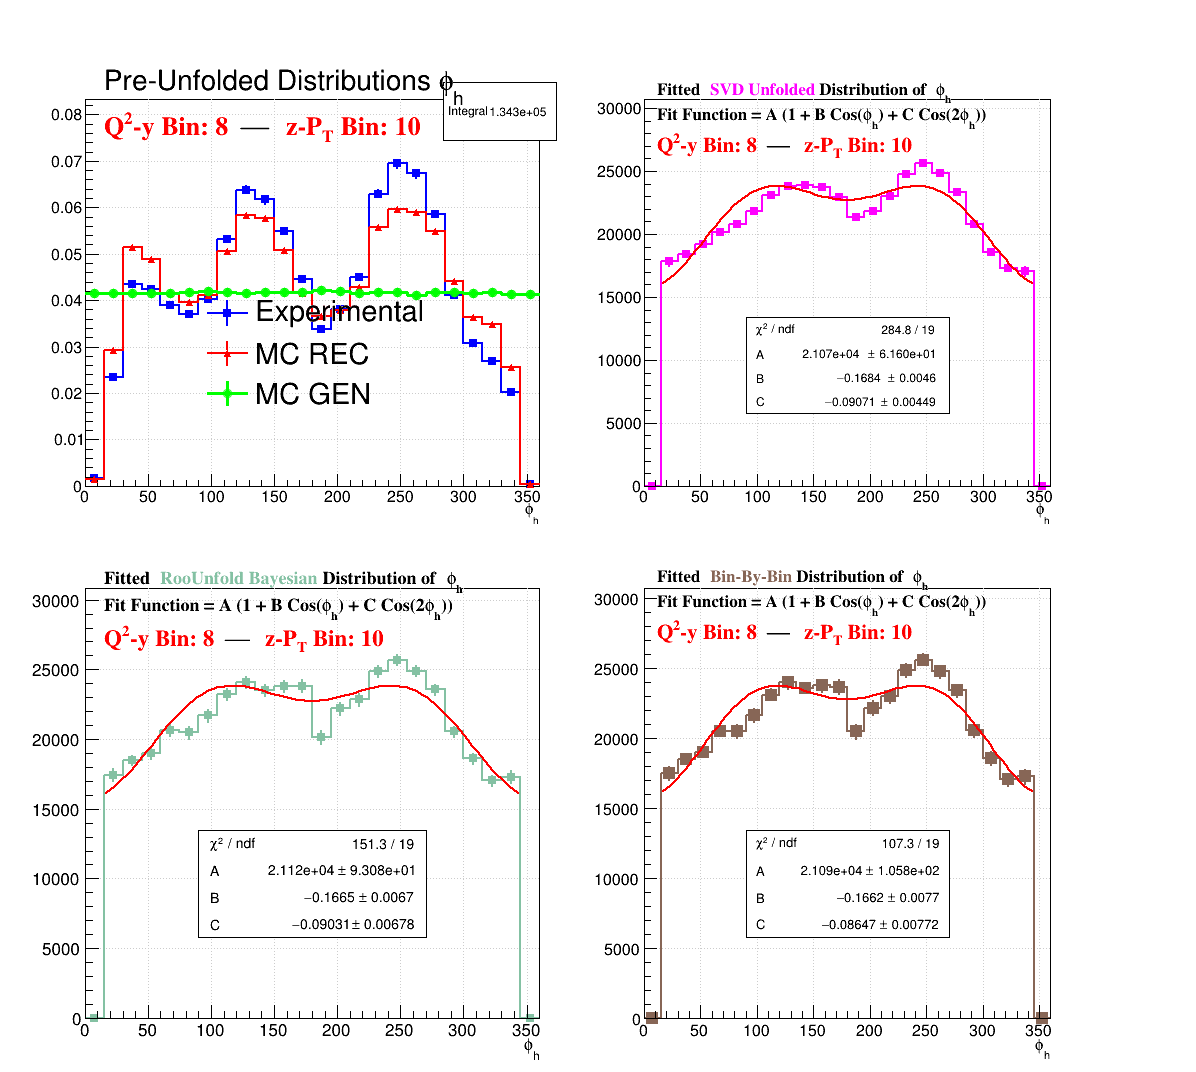 Pre-Unfolded Distributions ϕh
Integral 1.343e+05
Q²-y Bin: 8 — z-PT Bin: 10
0.08
0.07
0.06
0.05
0.04
0.03
0.02
0.01
0
Experimental
MC REC
MC GEN
0 50 100 150 200 250 300 350
ϕh
Fitted SVD Unfolded Distribution of ϕh
Fit Function = A (1 + B Cos(ϕh) + C Cos(2ϕh))
Q²-y Bin: 8 — z-PT Bin: 10
30000
25000
20000
15000
10000
5000
0
χ² / ndf 284.8 / 19
A 2.107e+04 ± 6.160e+01
B −0.1684 ± 0.0046
C −0.09071 ± 0.00449
0 50 100 150 200 250 300 350
ϕh
Fitted RooUnfold Bayesian Distribution of ϕh
Fit Function = A (1 + B Cos(ϕh) + C Cos(2ϕh))
Q²-y Bin: 8 — z-PT Bin: 10
30000
25000
20000
15000
10000
5000
0
χ² / ndf 151.3 / 19
A 2.112e+04 ± 9.308e+01
B −0.1665 ± 0.0067
C −0.09031 ± 0.00678
0 50 100 150 200 250 300 350
ϕh
Fitted Bin-By-Bin Distribution of ϕh
Fit Function = A (1 + B Cos(ϕh) + C Cos(2ϕh))
Q²-y Bin: 8 — z-PT Bin: 10
30000
25000
20000
15000
10000
5000
0
χ² / ndf 107.3 / 19
A 2.109e+04 ± 1.058e+02
B −0.1662 ± 0.0077
C −0.08647 ± 0.00772
0 50 100 150 200 250 300 350
ϕh